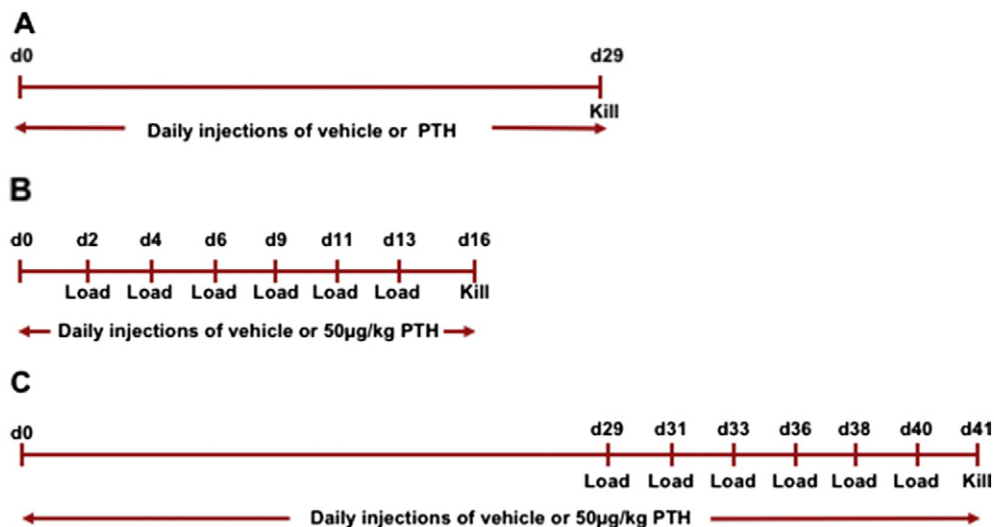 A
d0 d29
Kill
Daily injections of vehicle or PTH
B
d0 d2 d4 d6 d9 d11 d13 d16
Load Load Load Load Load Load Kill
Daily injections of vehicle or 50µg/kg PTH
C
d0 d29 d31 d33 d36 d38 d40 d41
Load Load Load Load Load Load Kill
Daily injections of vehicle or 50µg/kg PTH